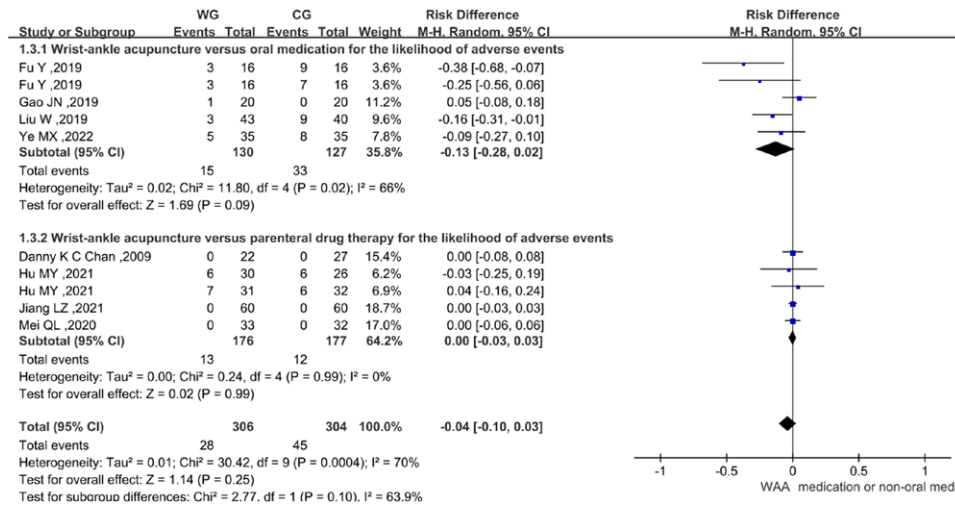 WG CG Risk Difference Risk Difference
Study or Subgroup Events Total Events Total Weight M-H, Random, 95% CI M-H, Random, 95% CI
1.3.1 Wrist-ankle acupuncture versus oral medication for the likelihood of adverse events
Fu Y ,2019 3 16 9 16 3.6% -0.38 [-0.68, -0.07]
Fu Y ,2019 3 16 7 16 3.6% -0.25 [-0.56, 0.06]
Gao JN ,2019 1 20 0 20 11.2% 0.05 [-0.08, 0.18]
Liu W ,2019 3 43 9 40 9.6% -0.16 [-0.31, -0.01]
Ye MX ,2022 5 35 8 35 7.8% -0.09 [-0.27, 0.10]
Subtotal (95% CI) 130 127 35.8% -0.13 [-0.28, 0.02]
Total events 15 33
Heterogeneity: Tau² = 0.02; Chi² = 11.80, df = 4 (P = 0.02); I² = 66%
Test for overall effect: Z = 1.69 (P = 0.09)
1.3.2 Wrist-ankle acupuncture versus parenteral drug therapy for the likelihood of adverse events
Danny K C Chan ,2009 0 22 0 27 15.4% 0.00 [-0.08, 0.08]
Hu MY ,2021 6 30 6 26 6.2% -0.03 [-0.25, 0.19]
Hu MY ,2021 7 31 6 32 6.9% 0.04 [-0.16, 0.24]
Jiang LZ ,2021 0 60 0 60 18.7% 0.00 [-0.03, 0.03]
Mei QL ,2020 0 33 0 32 17.0% 0.00 [-0.06, 0.06]
Subtotal (95% CI) 176 177 64.2% 0.00 [-0.03, 0.03]
Total events 13 12
Heterogeneity: Tau² = 0.00; Chi² = 0.24, df = 4 (P = 0.99); I² = 0%
Test for overall effect: Z = 0.02 (P = 0.99)
Total (95% CI) 306 304 100.0% -0.04 [-0.10, 0.03]
Total events 28 45
Heterogeneity: Tau² = 0.01; Chi² = 30.42, df = 9 (P = 0.0004); I² = 70%
Test for overall effect: Z = 1.14 (P = 0.25)
Test for subgroup differences: Chi² = 2.77, df = 1 (P = 0.10), I² = 63.9%
-1 -0.5 0 0.5 1
WAA medication or non-oral med